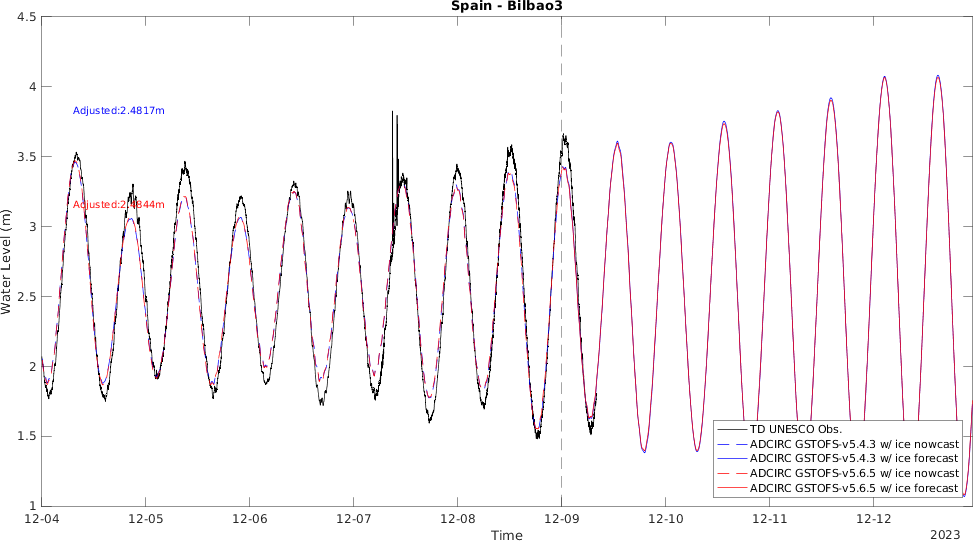 Spain - Bilbao3
4.5
4
3.5
3
2.5
2
1.5
1
Water Level (m)
Adjusted:2.4817m
Adjusted:2.4844m
TD UNESCO Obs.
ADCIRC GSTOFS-v5.4.3 w/ ice nowcast
ADCIRC GSTOFS-v5.4.3 w/ ice forecast
ADCIRC GSTOFS-v5.6.5 w/ ice nowcast
ADCIRC GSTOFS-v5.6.5 w/ ice forecast
12-04 12-05 12-06 12-07 12-08 12-09 12-10 12-11 12-12
Time
2023